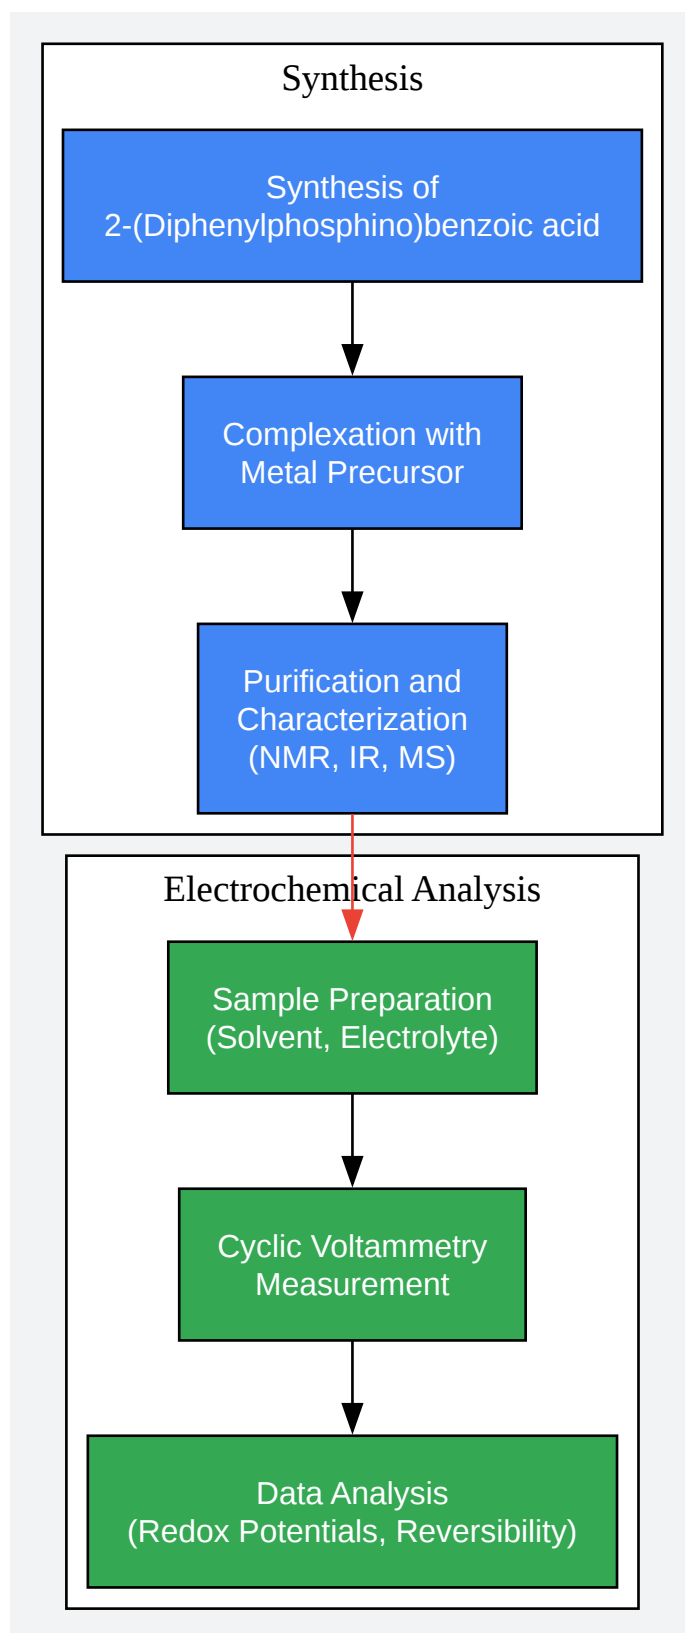 Synthesis
Synthesis of
2-(Diphenylphosphino)benzoic acid
Complexation with
Metal Precursor
Purification and
Characterization
(NMR, IR, MS)
Electrochemical Analysis
Sample Preparation
(Solvent, Electrolyte)
Cyclic Voltammetry
Measurement
Data Analysis
(Redox Potentials, Reversibility)